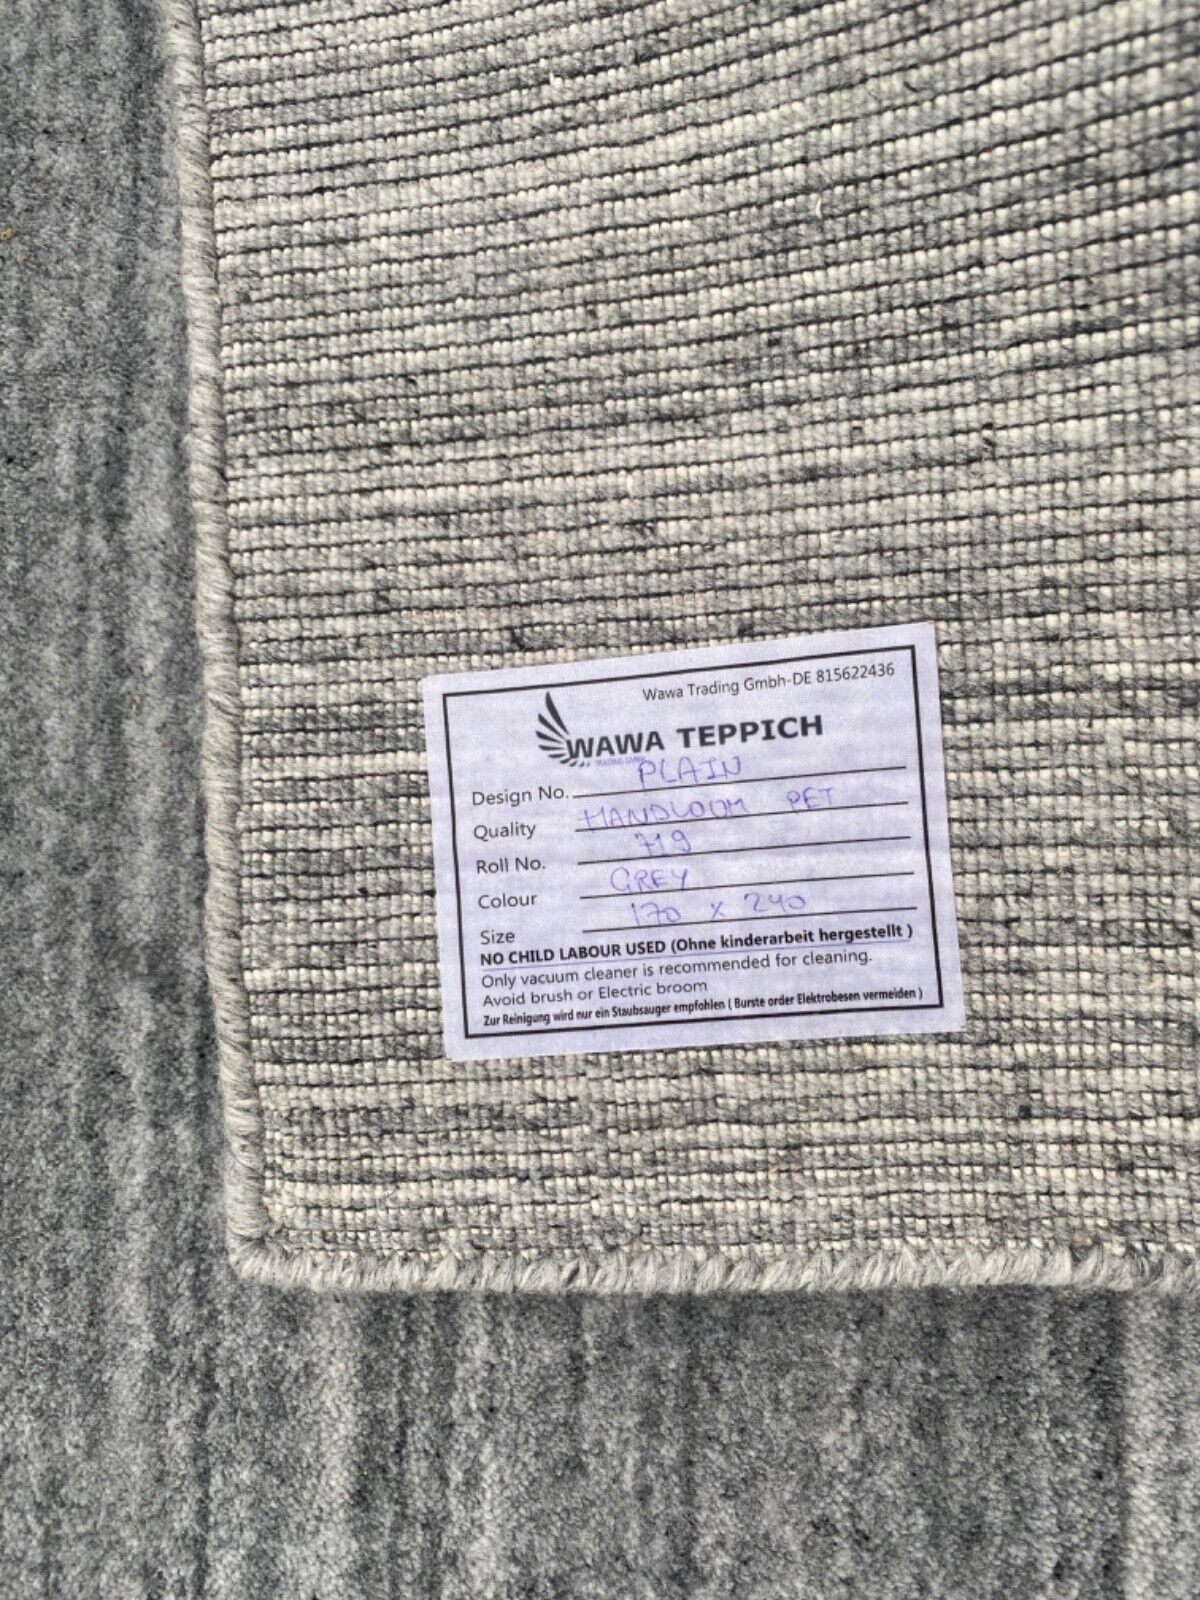 Wawa Trading Gmbh-DE 815622436
WAWA TEPPICH
TRADING GMBH
Design No. PLAIN
Quality HANDLOOM PET
Roll No. 719
Colour GREY
Size 170 x 240
NO CHILD LABOUR USED (Ohne kinderarbeit hergestellt )
Only vacuum cleaner is recommended for cleaning.
Avoid brush or Electric broom
Zur Reinigung wird nur ein Staubsauger empfohlen ( Burste order Elektrobesen vermeiden )